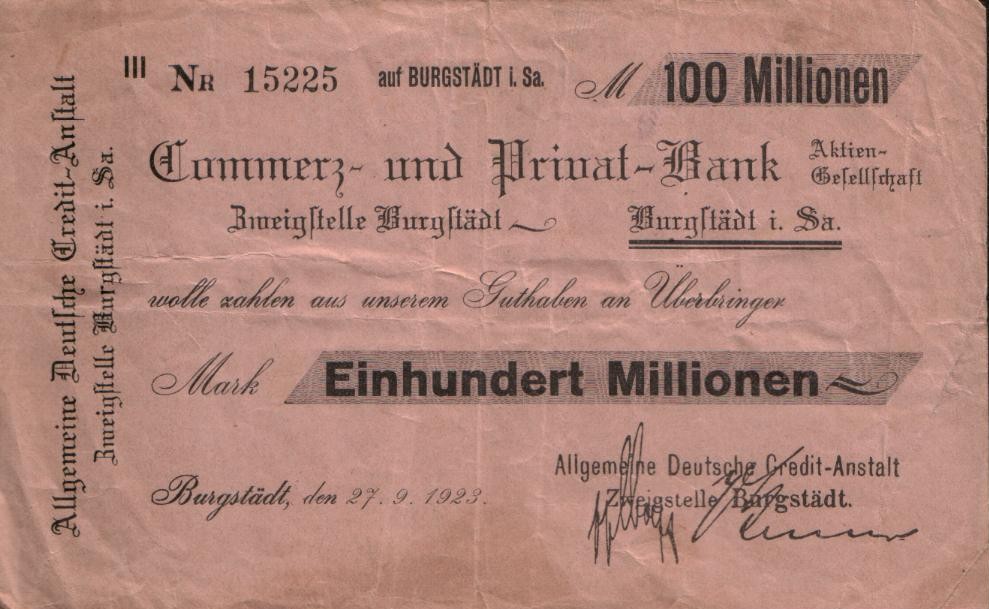 Allgemeine Deutsche Credit-Anstalt
Zweigstelle Burgstädt i. Sa.
III Nr 15225 auf BURGSTÄDT i. Sa. M 100 Millionen
Commerz- und Privat-Bank Aktien-
Gesellschaft
Zweigstelle Burgstädt Burgstädt i. Sa.
wolle zahlen aus unserem Guthaben an Überbringer
Mark Einhundert Millionen
Allgemeine Deutsche Credit-Anstalt
Zweigstelle Burgstädt.
Burgstädt, den 27. 9. 1923.